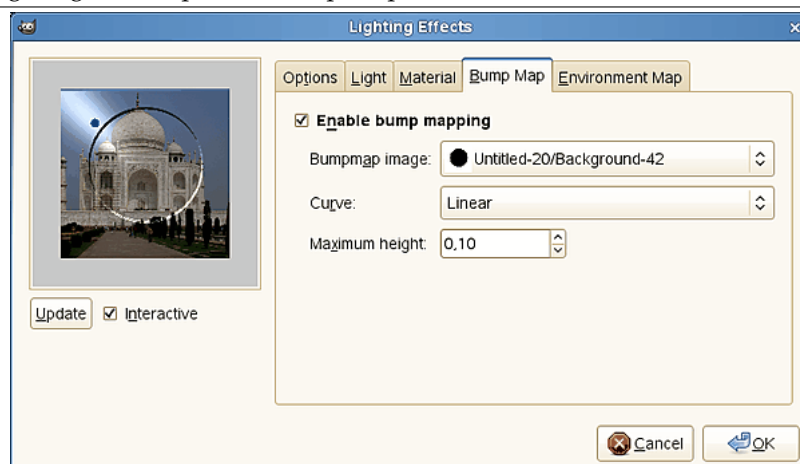 Lighting Effects
Options Light Material Bump Map Environment Map
Enable bump mapping
Bumpmap image: Untitled-20/Background-42
Curve: Linear
Maximum height: 0,10
Update Interactive
Cancel OK